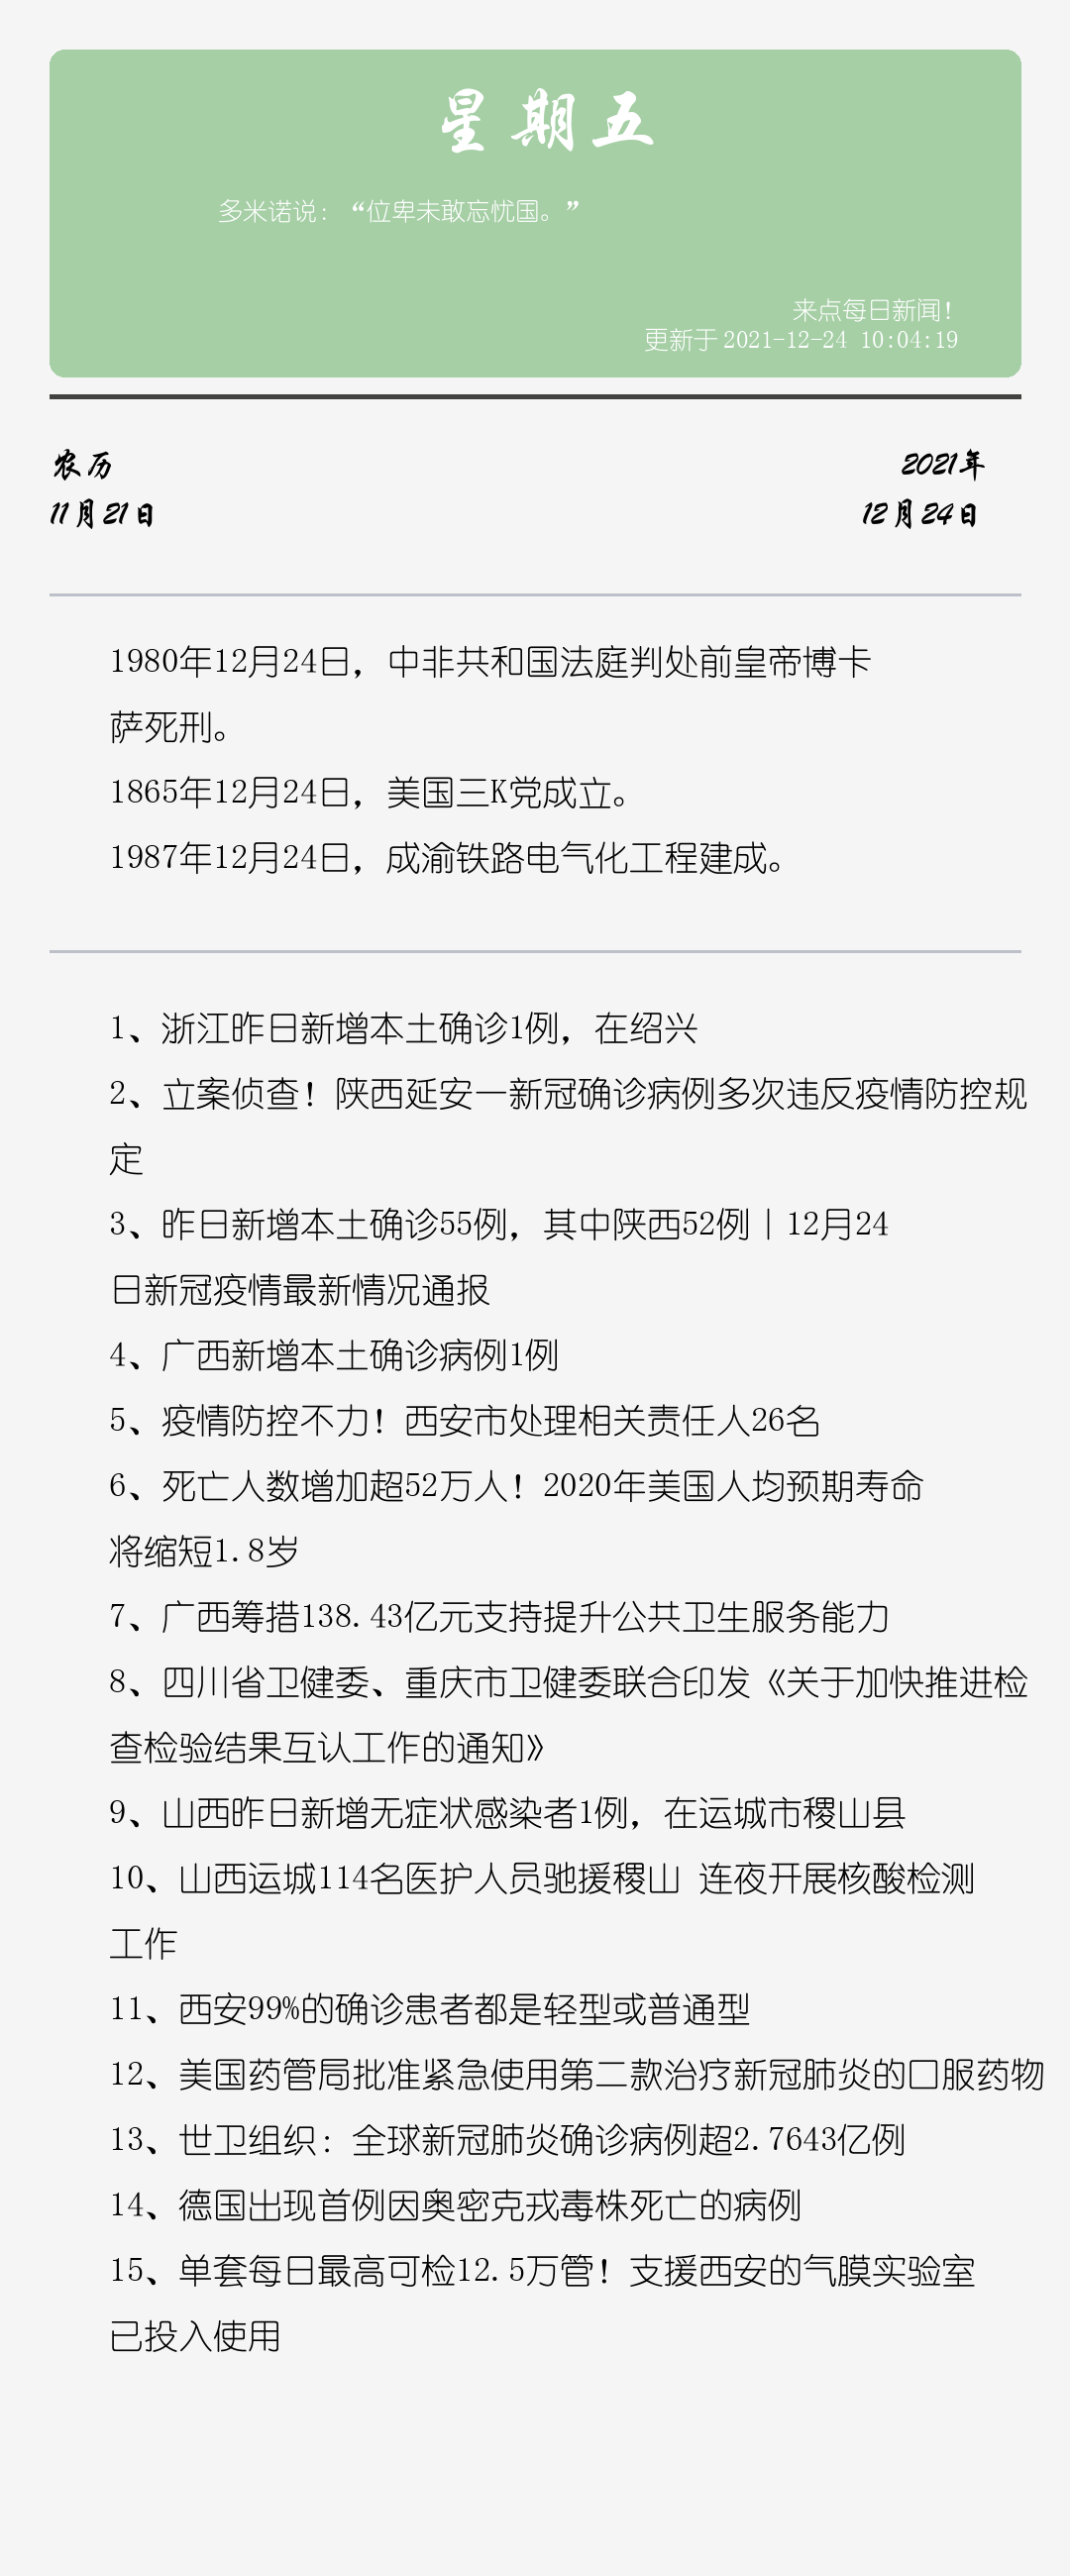 星期五
多米诺说：“位卑未敢忘忧国。”
来点每日新闻！
更新于 2021-12-24 10:04:19
农历
2021年
11月21日
12月24日
1980年12月24日，中非共和国法庭判处前皇帝博卡
萨死刑。
1865年12月24日，美国三K党成立。
1987年12月24日，成渝铁路电气化工程建成。
1、浙江昨日新增本土确诊1例，在绍兴
2、立案侦查！陕西延安一新冠确诊病例多次违反疫情防控规
定
3、昨日新增本土确诊55例，其中陕西52例丨12月24
日新冠疫情最新情况通报
4、广西新增本土确诊病例1例
5、疫情防控不力！西安市处理相关责任人26名
6、死亡人数增加超52万人！2020年美国人均预期寿命
将缩短1.8岁
7、广西筹措138.43亿元支持提升公共卫生服务能力
8、四川省卫健委、重庆市卫健委联合印发《关于加快推进检
查检验结果互认工作的通知》
9、山西昨日新增无症状感染者1例，在运城市稷山县
10、山西运城114名医护人员驰援稷山 连夜开展核酸检测
工作
11、西安99%的确诊患者都是轻型或普通型
12、美国药管局批准紧急使用第二款治疗新冠肺炎的口服药物
13、世卫组织：全球新冠肺炎确诊病例超2.7643亿例
14、德国出现首例因奥密克戎毒株死亡的病例
15、单套每日最高可检12.5万管！支援西安的气膜实验室
已投入使用